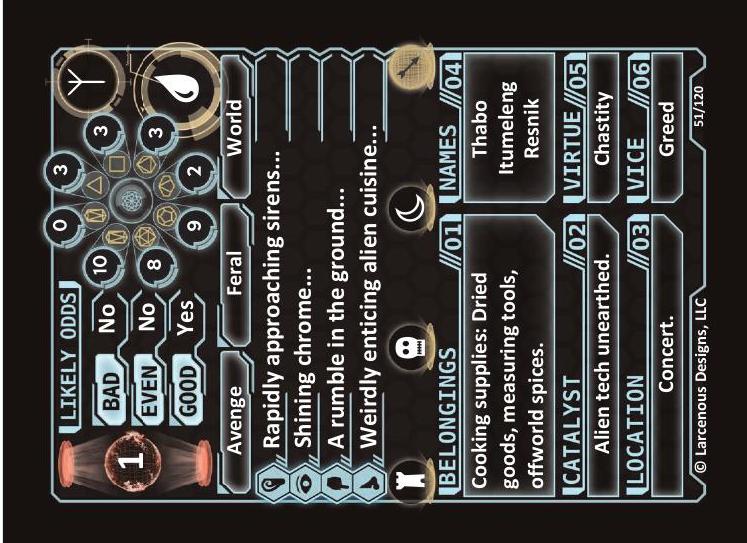 LIKELY ODDS
1
BAD No
EVEN No
GOOD Yes
0
3
3
3
2
9
8
10
Avenge
Feral
World
Rapidly approaching sirens...
Shining chrome...
A rumble in the ground...
Weirdly enticing alien cuisine...
BELONGINGS //01
Cooking supplies: Dried
goods, measuring tools,
offworld spices.
CATALYST //02
Alien tech unearthed.
LOCATION //03
Concert.
NAMES //04
Thabo
Itumeleng
Resnik
VIRTUE //05
Chastity
VICE //06
Greed
© Larcenous Designs, LLC
51/120